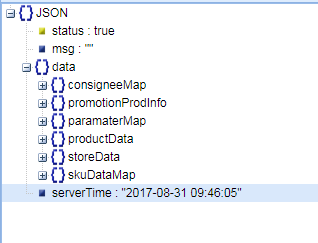 JSON
status : true
msg : ""
data
consigneeMap
promotionProdInfo
paramaterMap
productData
storeData
skuDataMap
serverTime : "2017-08-31 09:46:05"